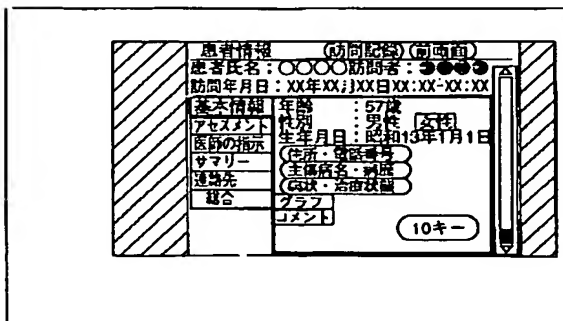 患者情報 (訪問記録) (前画面)
患者氏名：○○○○訪問者：●●●●
訪問年月日：XX年XX月XX日XX:XX-XX:XX
基本情報 年齢 ：57歳
アセスメント 性別 ：男性 女性
医師の指示 生年月日：昭和13年1月1日
サマリー 住所・電話番号
連絡先 主傷病名・病歴
総合 病状・治療状態
グラフ
コメント
10キー